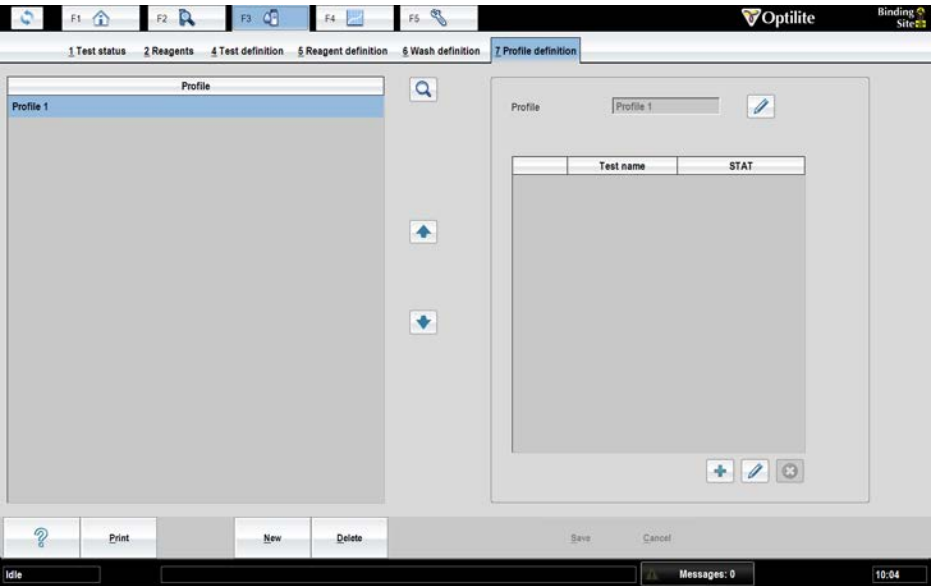 F1 F2 F3 F4 F5 Optilite Binding Site
1 Test status 2 Reagents 4 Test definition 5 Reagent definition 6 Wash definition 7 Profile definition
Profile
Profile 1
Profile Profile 1
Test name STAT
Print New Delete Save Cancel
Idle Messages: 0 10:04